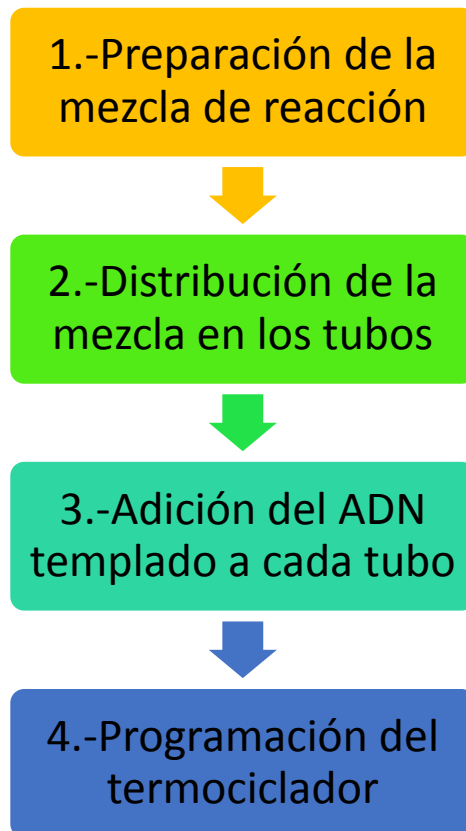 1.-Preparación de la
mezcla de reacción
2.-Distribución de la
mezcla en los tubos
3.-Adición del ADN
templado a cada tubo
4.-Programación del
termociclador